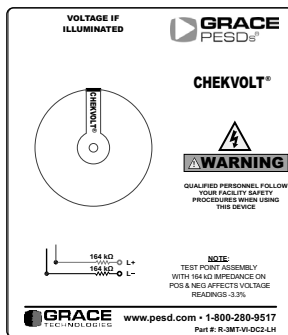 VOLTAGE IF
ILLUMINATED
GRACE
PESDs®
CHEKVOLT®
CHEKVOLT®
WARNING
QUALIFIED PERSONNEL FOLLOW
YOUR FACILITY SAFETY
PROCEDURES WHEN USING
THIS DEVICE
164 kΩ
L+
164 kΩ
L−
NOTE:
TEST POINT ASSEMBLY
WITH 164 kΩ IMPEDANCE ON
POS & NEG AFFECTS VOLTAGE
READINGS -3.3%
GRACE
TECHNOLOGIES
www.pesd.com • 1-800-280-9517
Part #: R-3MT-VI-DC2-LH